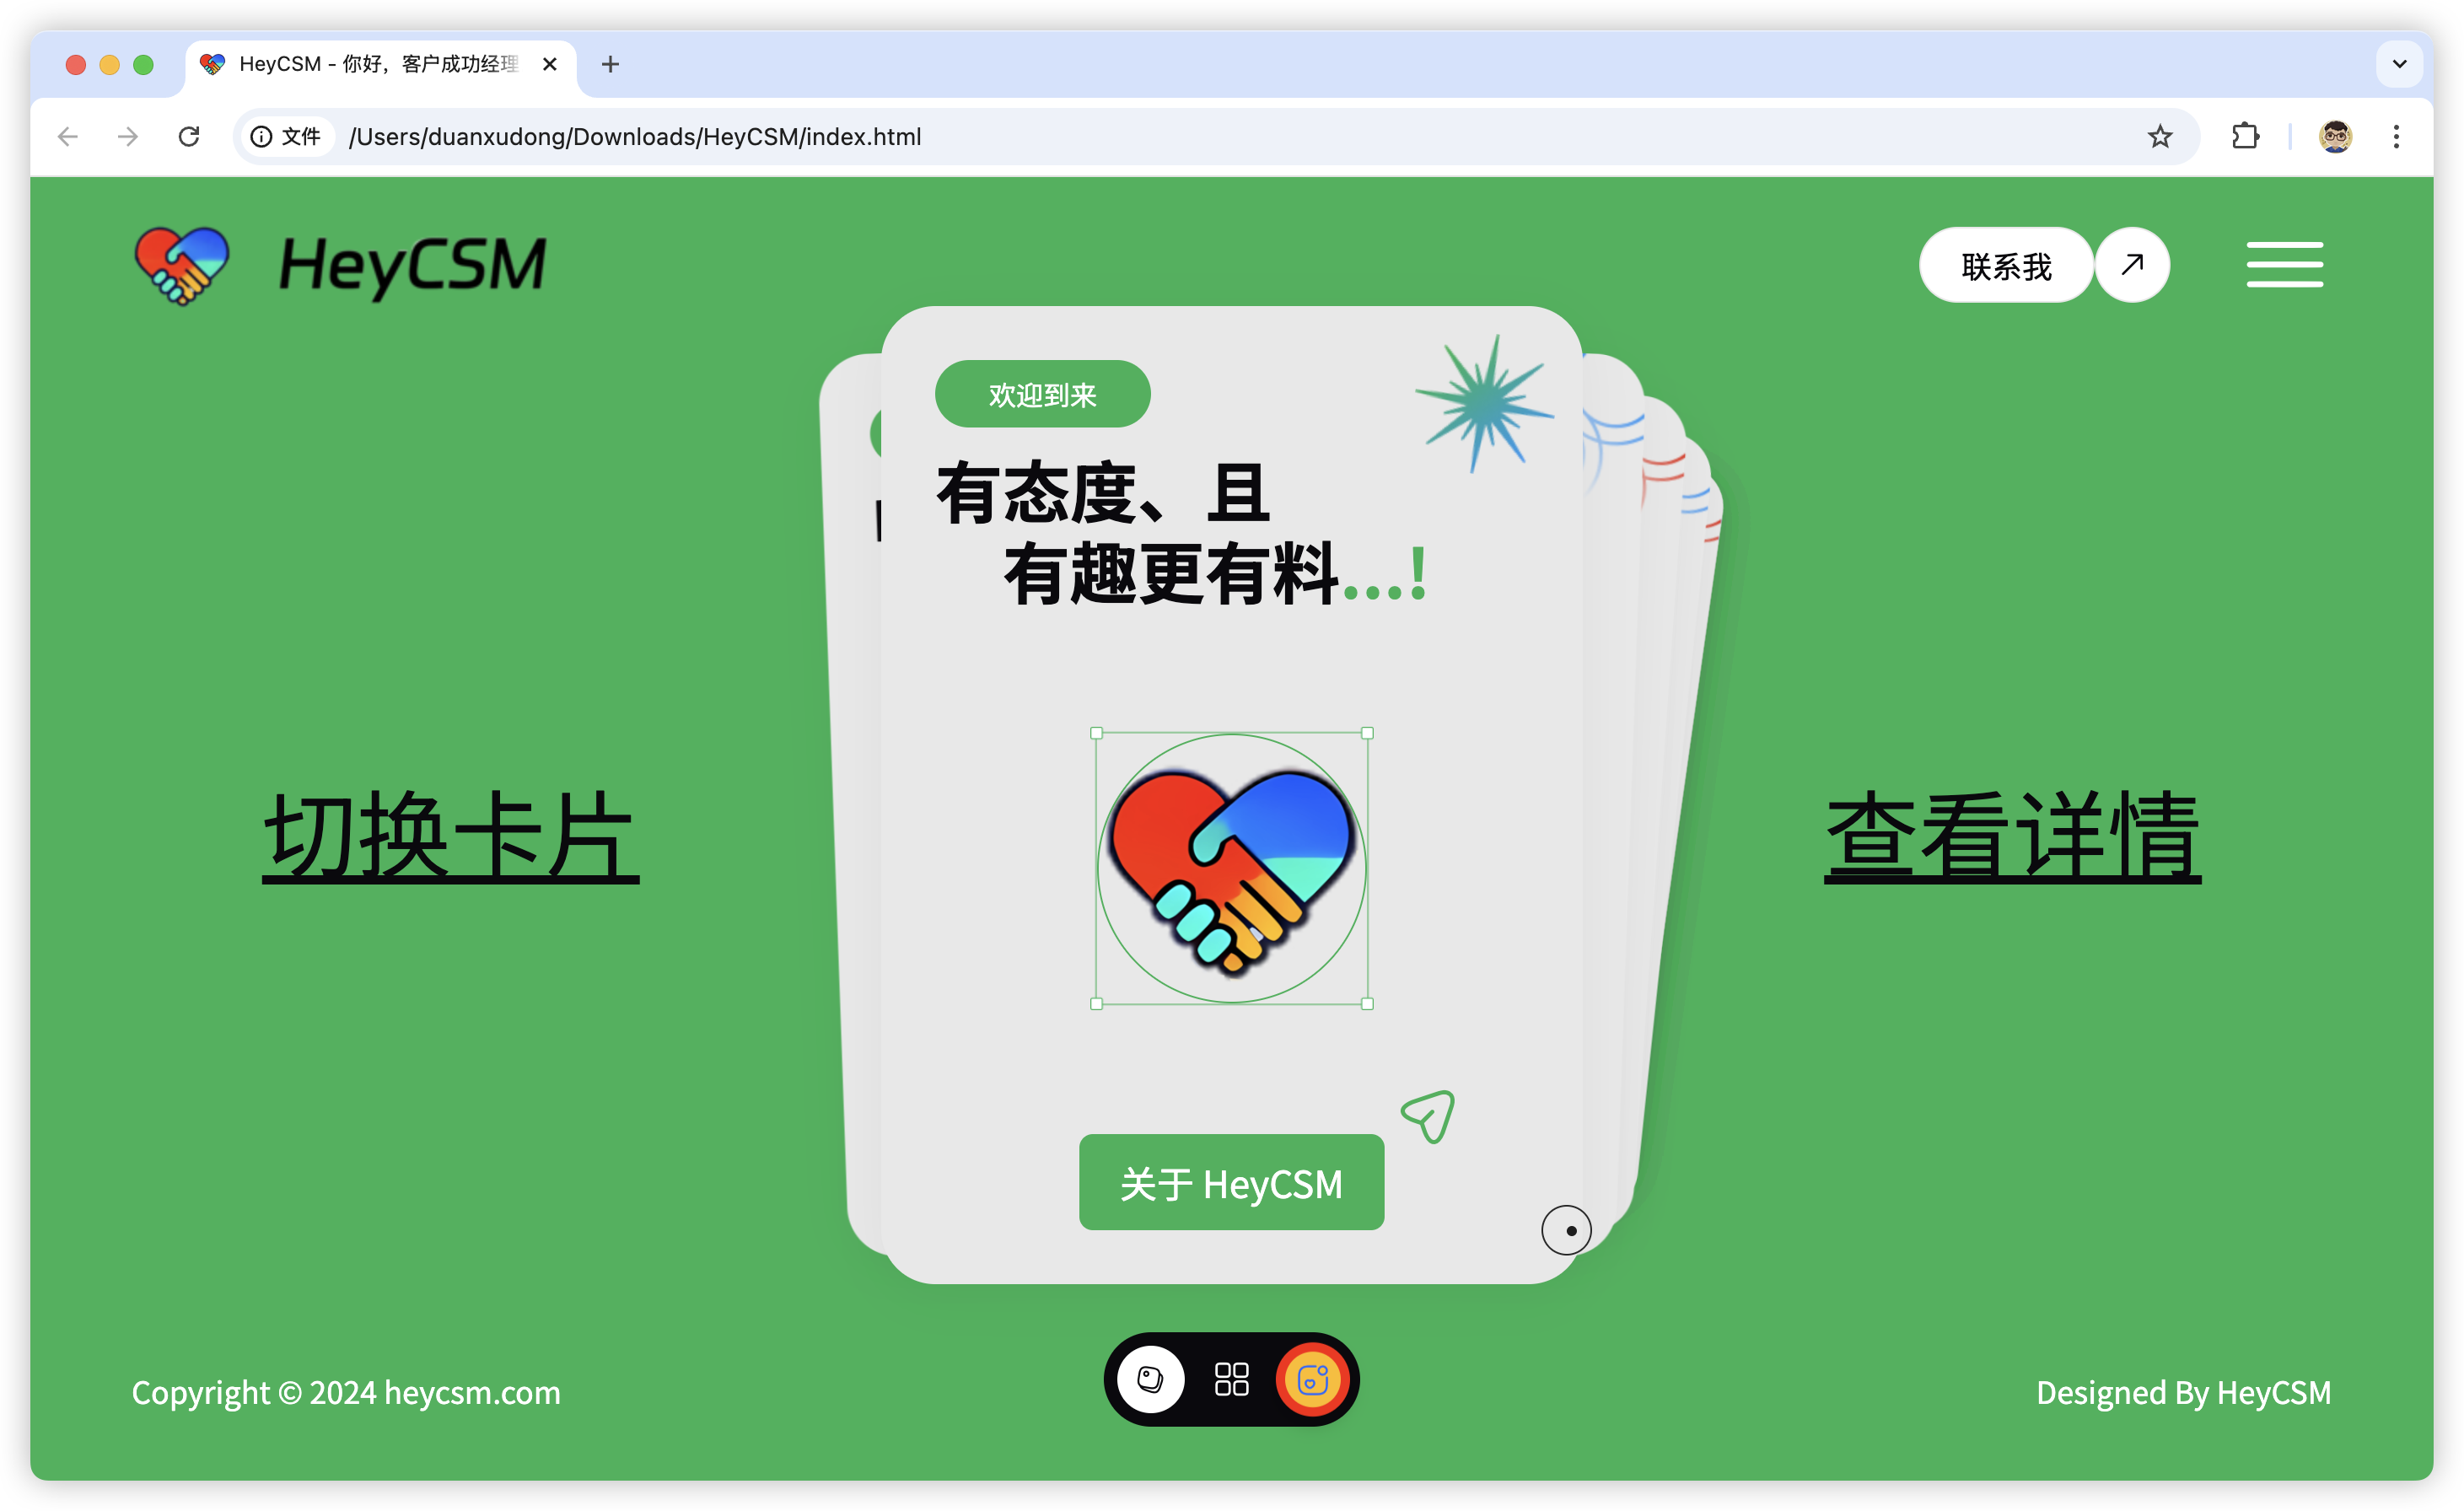 HeyCSM - 你好，客户成功经理
文件
/Users/duanxudong/Downloads/HeyCSM/index.html
HeyCSM
联系我
欢迎到来
有态度、且
有趣更有料...!
切换卡片
查看详情
关于 HeyCSM
Copyright © 2024 heycsm.com
Designed By HeyCSM